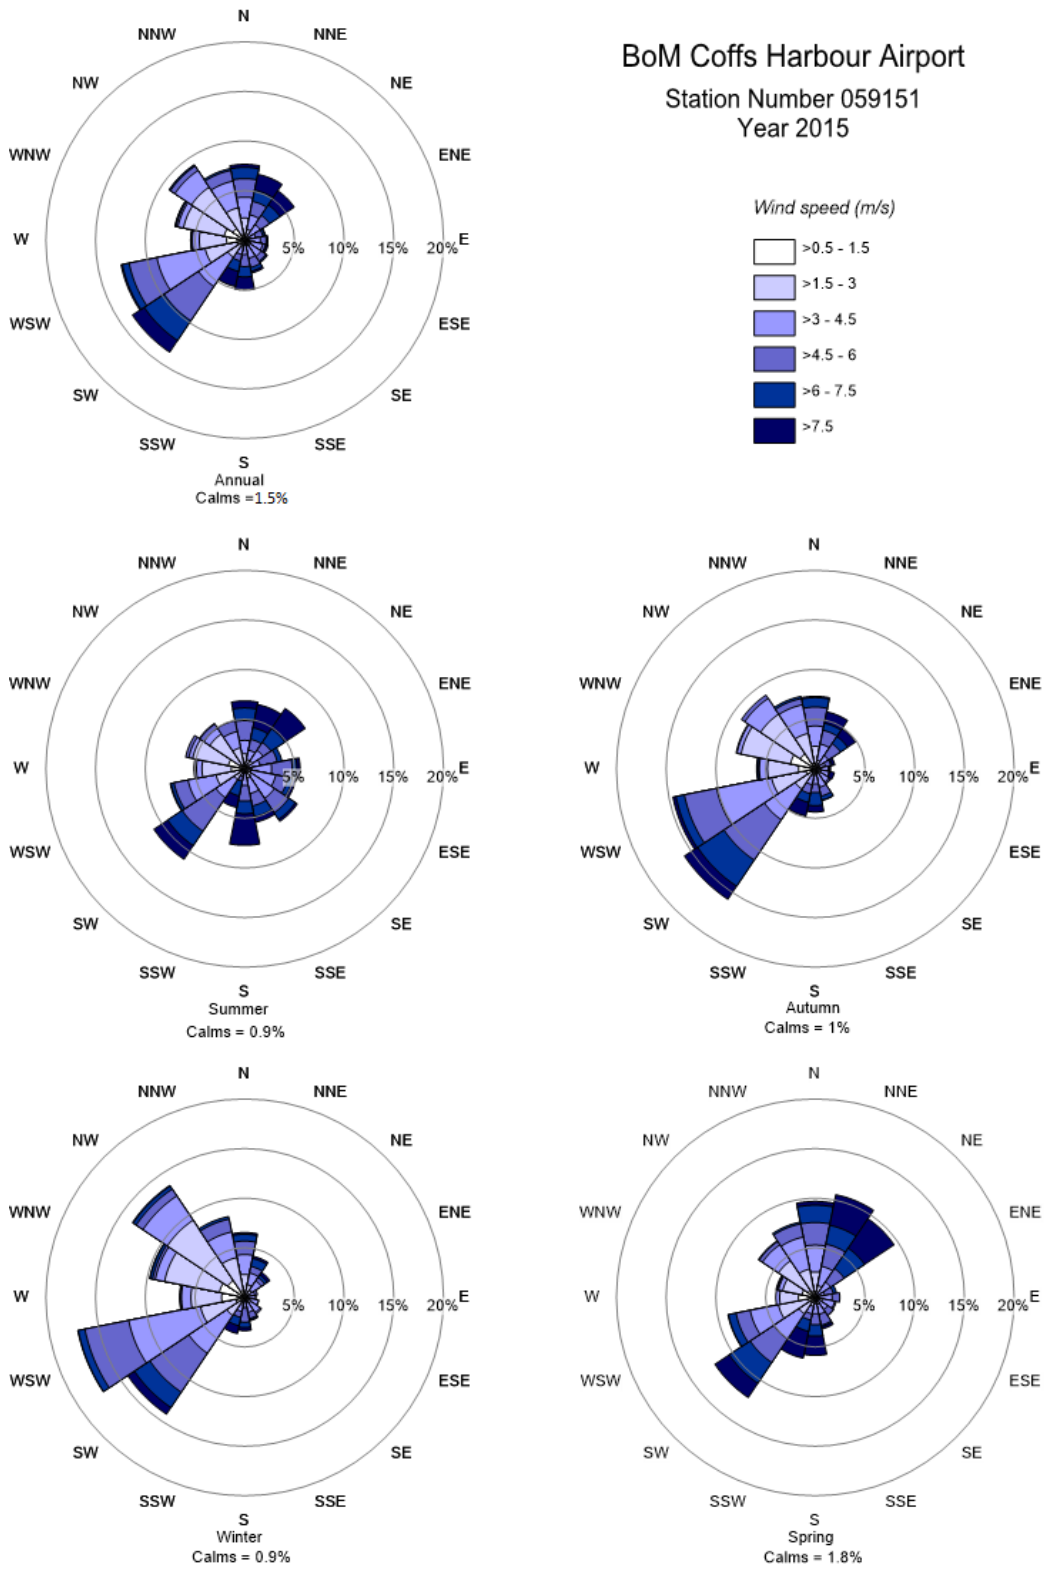 BoM Coffs Harbour Airport
Station Number 059151
Year 2015
Wind speed (m/s)
>0.5 - 1.5
>1.5 - 3
>3 - 4.5
>4.5 - 6
>6 - 7.5
>7.5
N
NNW NNE
NW NE
WNW ENE
W 5% 10% 15% 20% E
WSW ESE
SW SE
SSW SSE
S
Annual
Calms =1.5%
N
NNW NNE
NW NE
WNW ENE
W 5% 10% 15% 20% E
WSW ESE
SW SE
SSW SSE
S
Summer
Calms = 0.9%
N
NNW NNE
NW NE
WNW ENE
W 5% 10% 15% 20% E
WSW ESE
SW SE
SSW SSE
S
Autumn
Calms = 1%
N
NNW NNE
NW NE
WNW ENE
W 5% 10% 15% 20% E
WSW ESE
SW SE
SSW SSE
S
Winter
Calms = 0.9%
N
NNW NNE
NW NE
WNW ENE
W 5% 10% 15% 20% E
WSW ESE
SW SE
SSW SSE
S
Spring
Calms = 1.8%